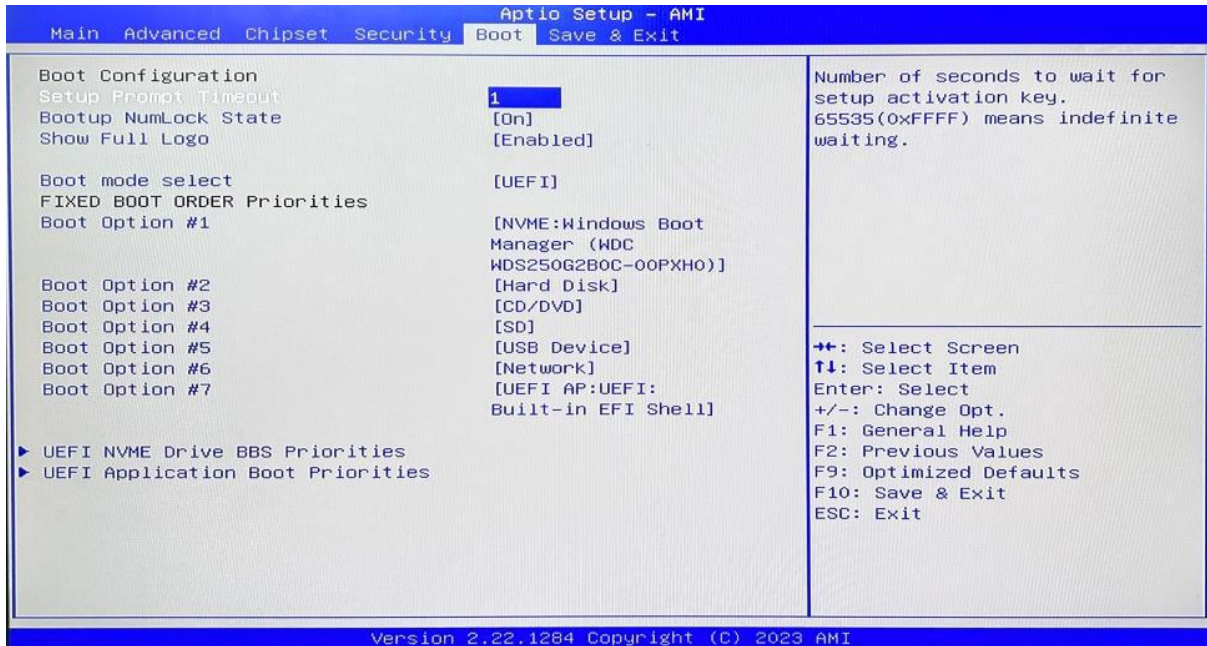 Aptio Setup – AMI
Main Advanced Chipset Security Boot Save & Exit
Boot Configuration
Setup Prompt Timeout 1
Bootup NumLock State [On]
Show Full Logo [Enabled]
Boot mode select [UEFI]
FIXED BOOT ORDER Priorities
Boot Option #1 [NVME:Windows Boot
Manager (WDC
WDS250G2B0C-00PXH0)]
Boot Option #2 [Hard Disk]
Boot Option #3 [CD/DVD]
Boot Option #4 [SD]
Boot Option #5 [USB Device]
Boot Option #6 [Network]
Boot Option #7 [UEFI AP:UEFI:
Built-in EFI Shell]
► UEFI NVME Drive BBS Priorities
► UEFI Application Boot Priorities
Number of seconds to wait for
setup activation key.
65535(0xFFFF) means indefinite
waiting.
→←: Select Screen
↑↓: Select Item
Enter: Select
+/-: Change Opt.
F1: General Help
F2: Previous Values
F9: Optimized Defaults
F10: Save & Exit
ESC: Exit
Version 2.22.1284 Copyright (C) 2023 AMI